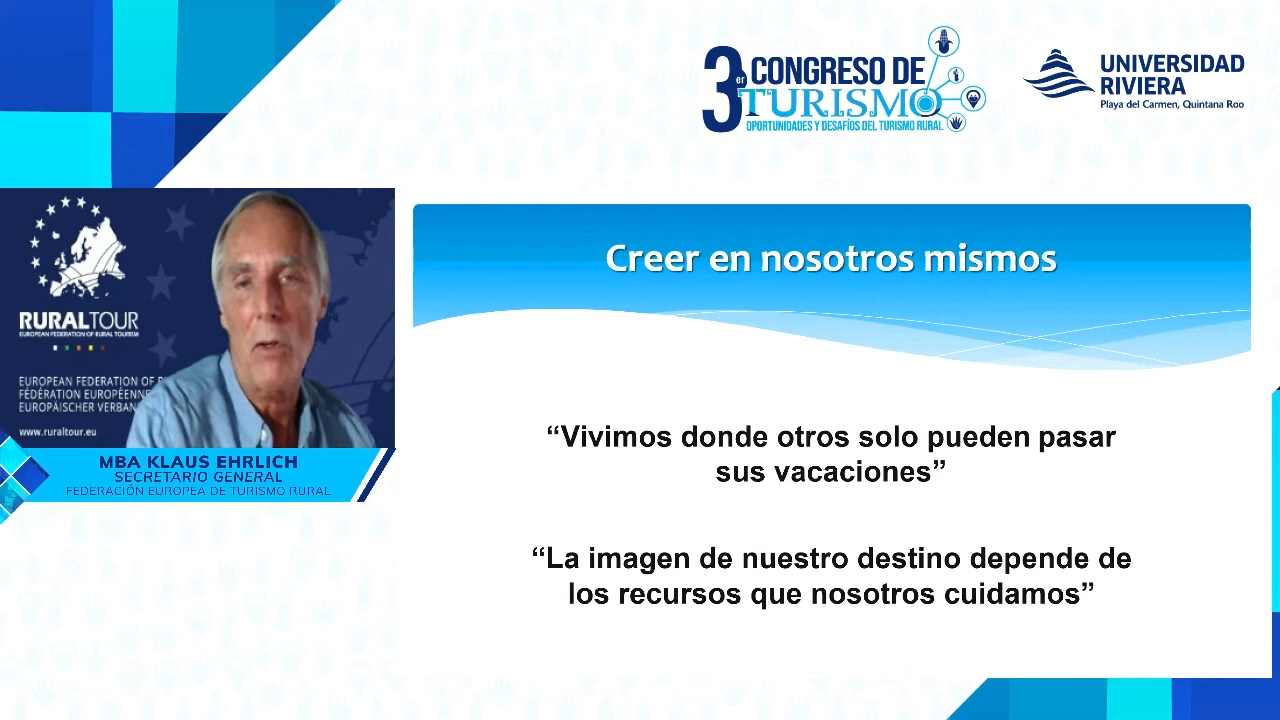 3er CONGRESO DE
TURISMO
OPORTUNIDADES Y DESAFÍOS DEL TURISMO RURAL
UNIVERSIDAD
RIVIERA
Playa del Carmen, Quintana Roo
RURALTOUR
EUROPEAN FEDERATION OF RURAL TOURISM
EUROPEAN FEDERATION OF
FÉDÉRATION EUROPÉENNE
EUROPÄISCHER VERBAN
www.ruraltour.eu
MBA KLAUS EHRLICH
SECRETARIO GENERAL
FEDERACIÓN EUROPEA DE TURISMO RURAL
Creer en nosotros mismos
“Vivimos donde otros solo pueden pasar
sus vacaciones”
“La imagen de nuestro destino depende de
los recursos que nosotros cuidamos”